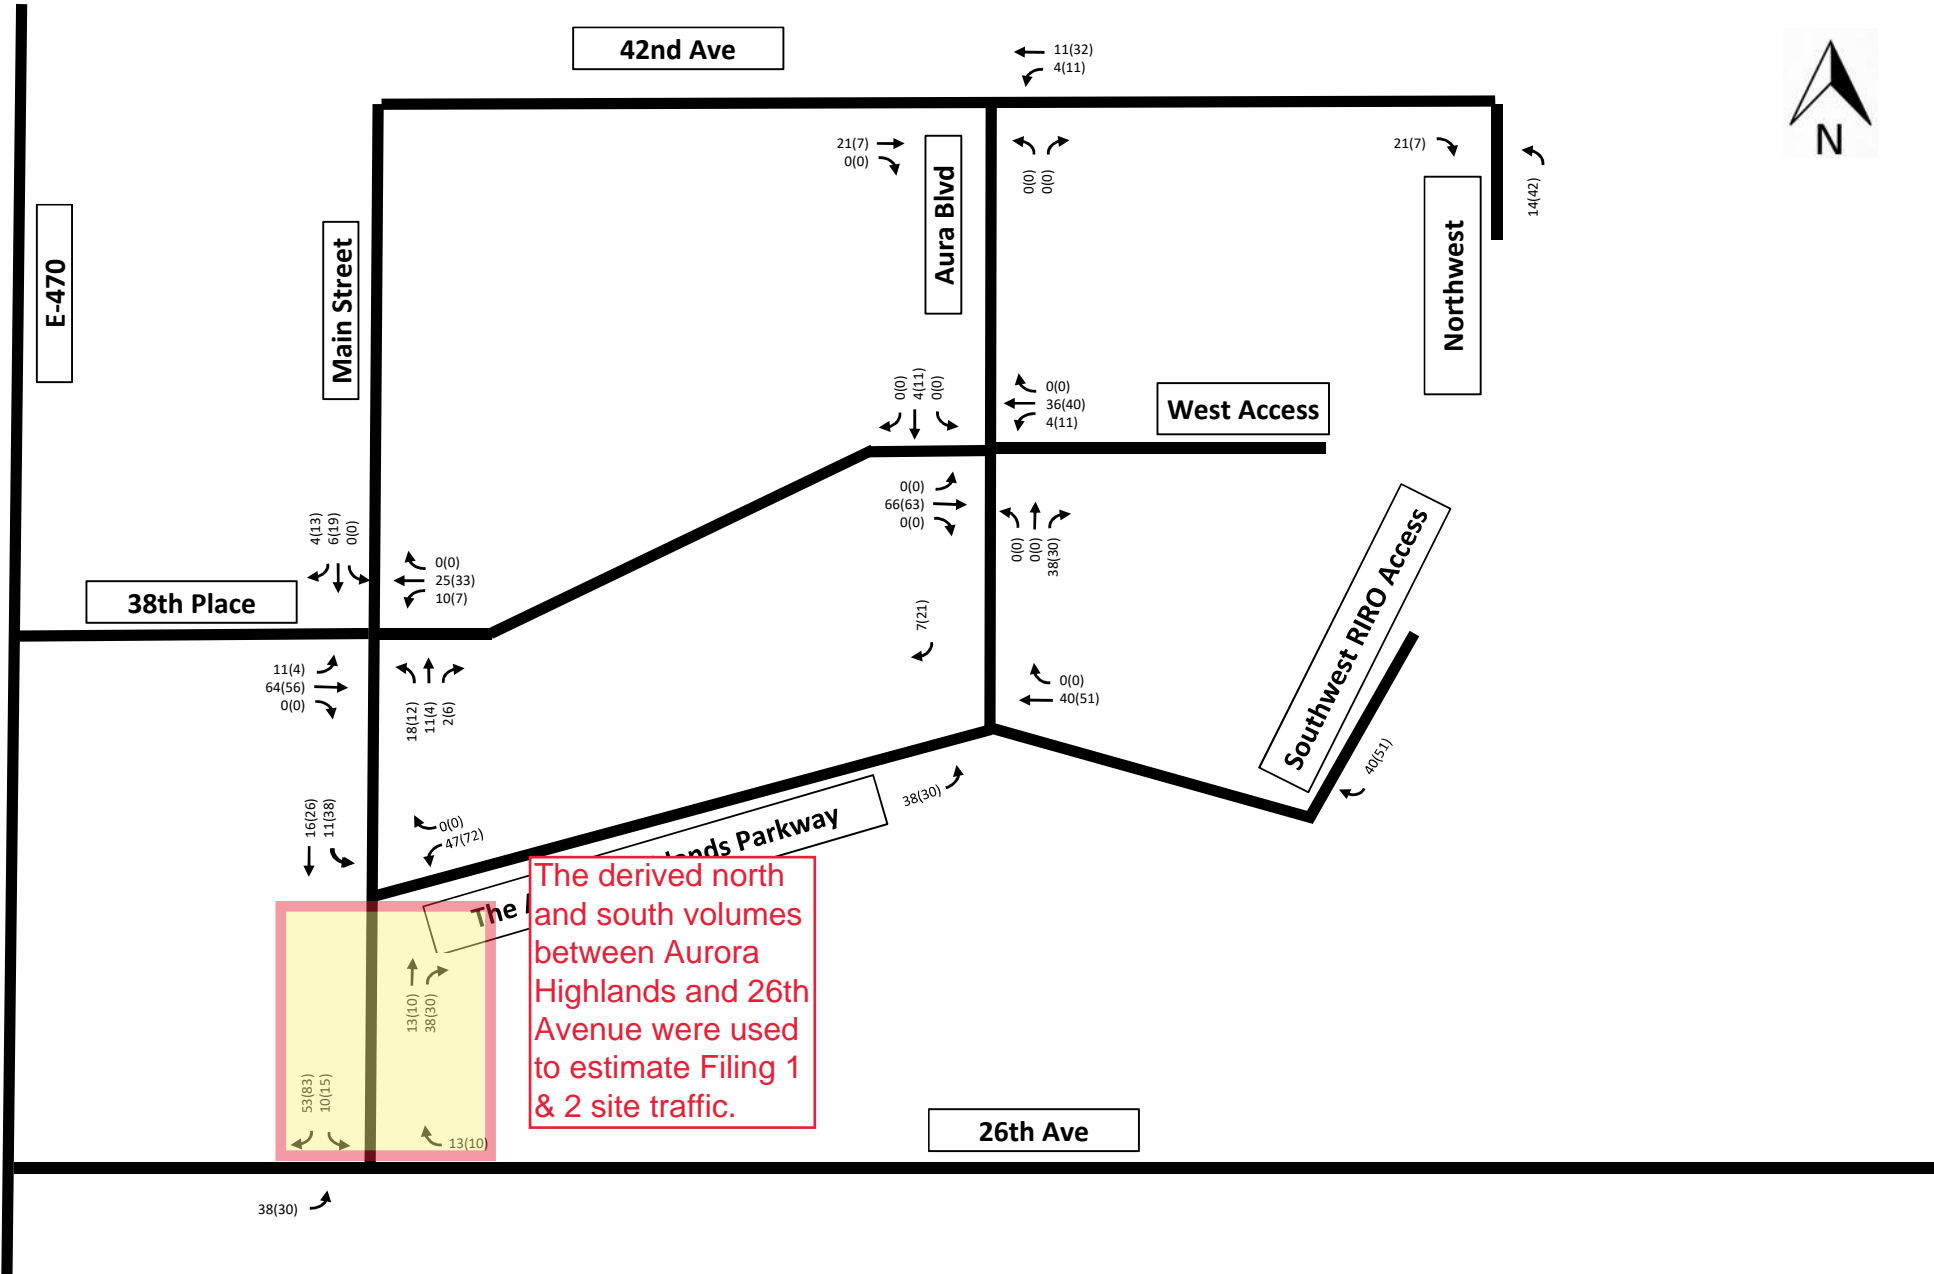 42nd Ave
11(32)
4(11)
N
21(7)
0(0)
Aura Blvd
0(0)
0(0)
21(7)
14(42)
Northwest
E-470
Main Street
0(0)
4(11)
0(0)
0(0)
36(40)
4(11)
West Access
0(0)
66(63)
0(0)
0(0)
0(0)
38(30)
4(13)
6(19)
0(0)
0(0)
25(33)
10(7)
38th Place
11(4)
64(56)
0(0)
18(12)
11(4)
2(6)
7(21)
0(0)
40(51)
Southwest RIRO Access
40(51)
16(26)
11(38)
0(0)
47(72)
38(30)
The Parkway
The derived north
and south volumes
between Aurora
Highlands and 26th
Avenue were used
to estimate Filing 1
& 2 site traffic.
13(10)
38(30)
53(83)
10(15)
13(10)
26th Ave
38(30)